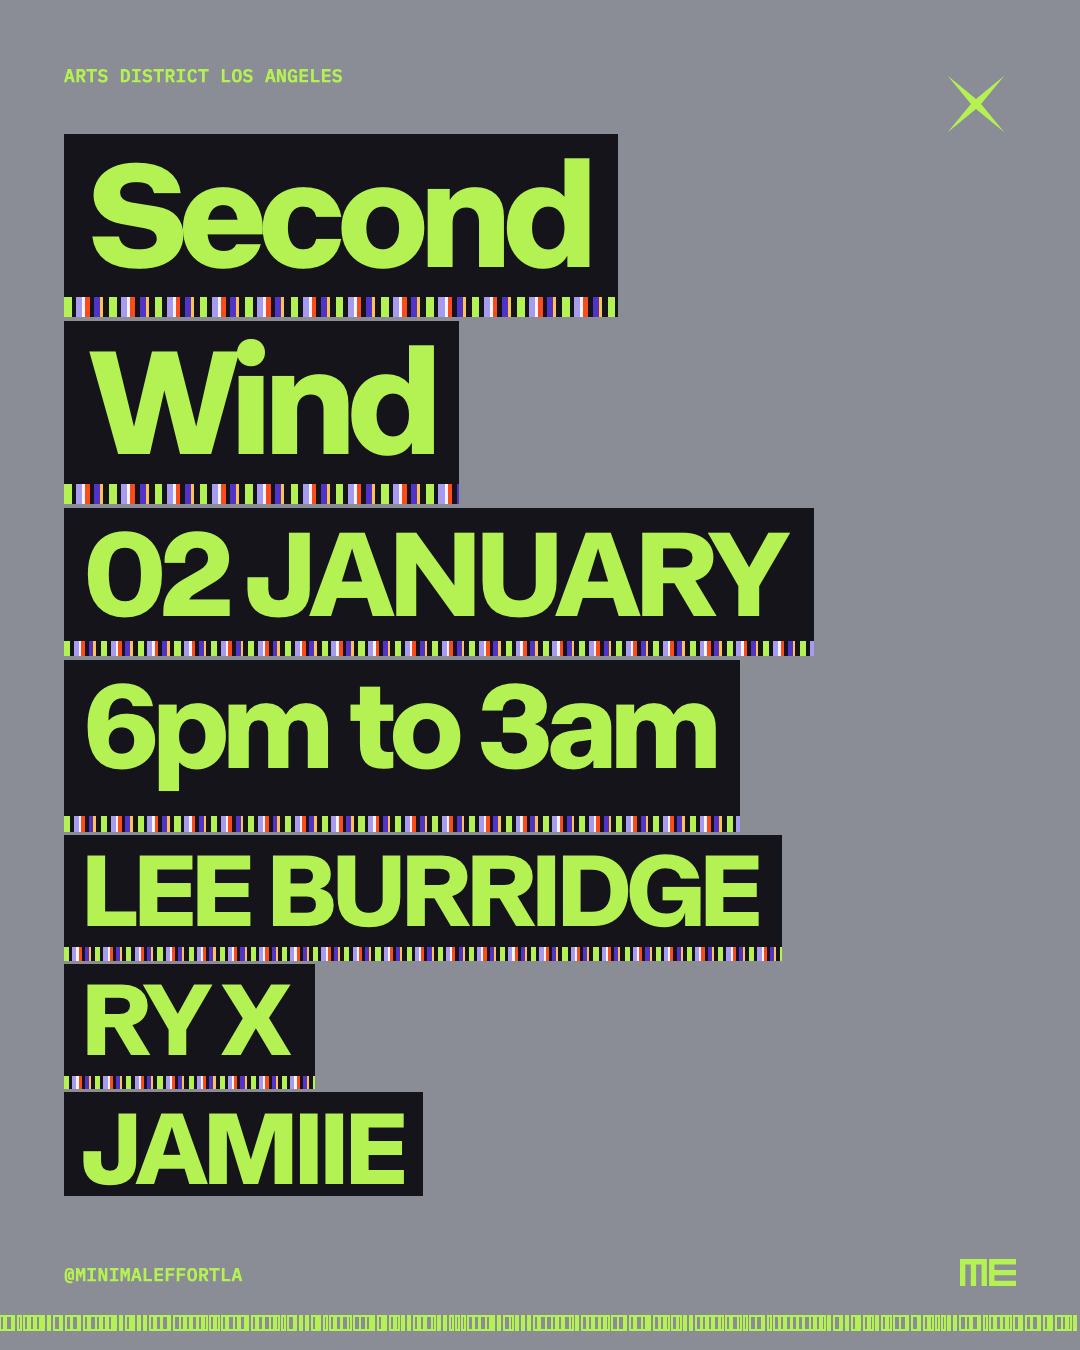 ARTS DISTRICT LOS ANGELES
Second
Wind
02 JANUARY
6pm to 3am
LEE BURRIDGE
RY X
JAMIIE
@MINIMALEFFORTLA
ME